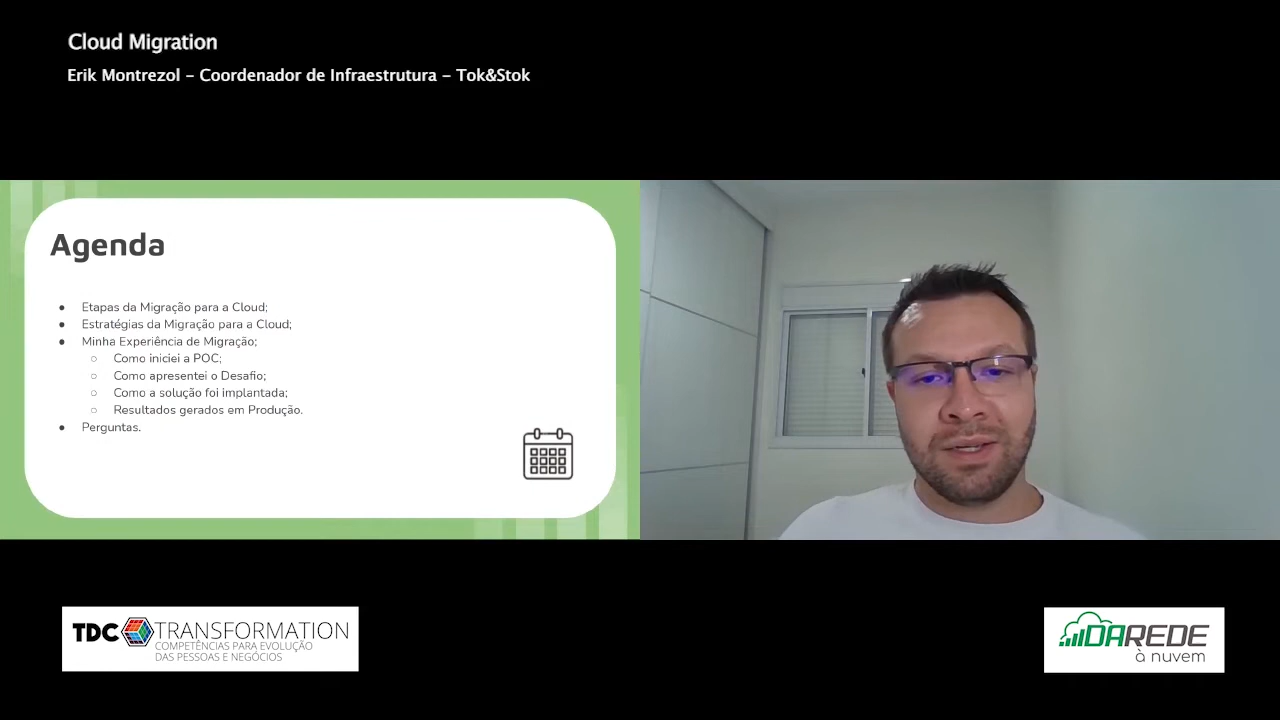 Cloud Migration
Erik Montrezol – Coordenador de Infraestrutura – Tok&Stok
Agenda
● Etapas da Migração para a Cloud;
● Estratégias da Migração para a Cloud;
● Minha Experiência de Migração;
○ Como iniciei a POC;
○ Como apresentei o Desafio;
○ Como a solução foi implantada;
○ Resultados gerados em Produção.
● Perguntas.
TDC TRANSFORMATION
COMPETÊNCIAS PARA EVOLUÇÃO
DAS PESSOAS E NEGÓCIOS
DAREDE
à nuvem